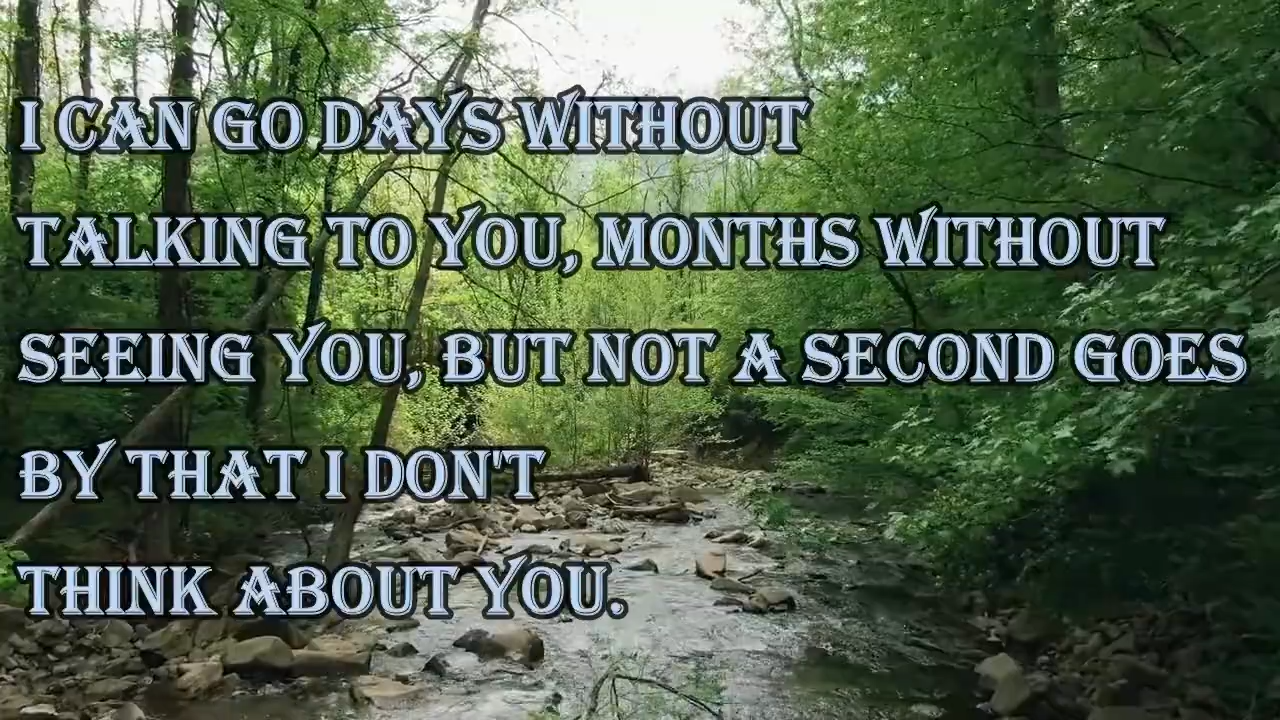 I CAN GO DAYS WITHOUT
TALKING TO YOU, MONTHS WITHOUT
SEEING YOU, BUT NOT A SECOND GOES
BY THAT I DON'T
THINK ABOUT YOU.